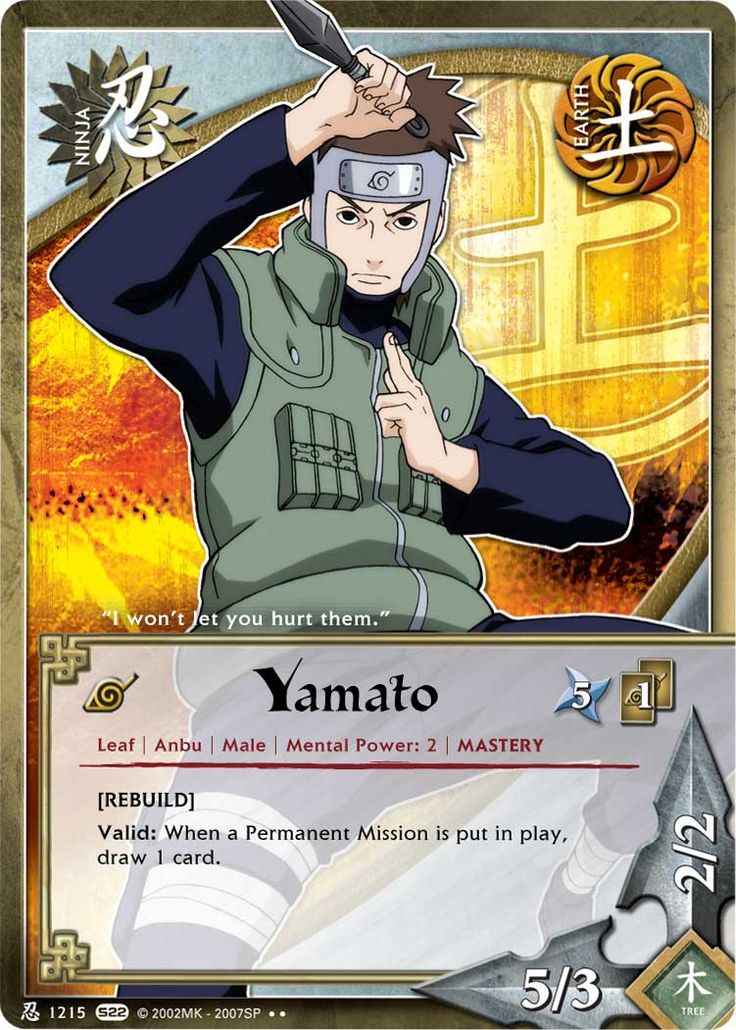 忍
NINJA
土
EARTH
"I won't let you hurt them."
Yamato
5
1
Leaf | Anbu | Male | Mental Power: 2 | MASTERY
[REBUILD]
Valid: When a Permanent Mission is put in play,
draw 1 card.
2/2
5/3
木
TREE
忍 1215 S22 © 2002MK - 2007SP ••